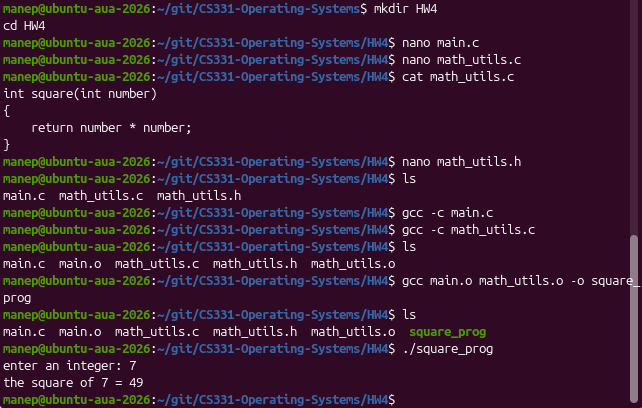 manep@ubuntu-aua-2026:~/git/CS331-Operating-Systems$ mkdir HW4
cd HW4
manep@ubuntu-aua-2026:~/git/CS331-Operating-Systems/HW4$ nano main.c
manep@ubuntu-aua-2026:~/git/CS331-Operating-Systems/HW4$ nano math_utils.c
manep@ubuntu-aua-2026:~/git/CS331-Operating-Systems/HW4$ cat math_utils.c
int square(int number)
{
    return number * number;
}
manep@ubuntu-aua-2026:~/git/CS331-Operating-Systems/HW4$ nano math_utils.h
manep@ubuntu-aua-2026:~/git/CS331-Operating-Systems/HW4$ ls
main.c  math_utils.c  math_utils.h
manep@ubuntu-aua-2026:~/git/CS331-Operating-Systems/HW4$ gcc -c main.c
manep@ubuntu-aua-2026:~/git/CS331-Operating-Systems/HW4$ gcc -c math_utils.c
manep@ubuntu-aua-2026:~/git/CS331-Operating-Systems/HW4$ ls
main.c  main.o  math_utils.c  math_utils.h  math_utils.o
manep@ubuntu-aua-2026:~/git/CS331-Operating-Systems/HW4$ gcc main.o math_utils.o -o square_
prog
manep@ubuntu-aua-2026:~/git/CS331-Operating-Systems/HW4$ ls
main.c  main.o  math_utils.c  math_utils.h  math_utils.o  square_prog
manep@ubuntu-aua-2026:~/git/CS331-Operating-Systems/HW4$ ./square_prog
enter an integer: 7
the square of 7 = 49
manep@ubuntu-aua-2026:~/git/CS331-Operating-Systems/HW4$